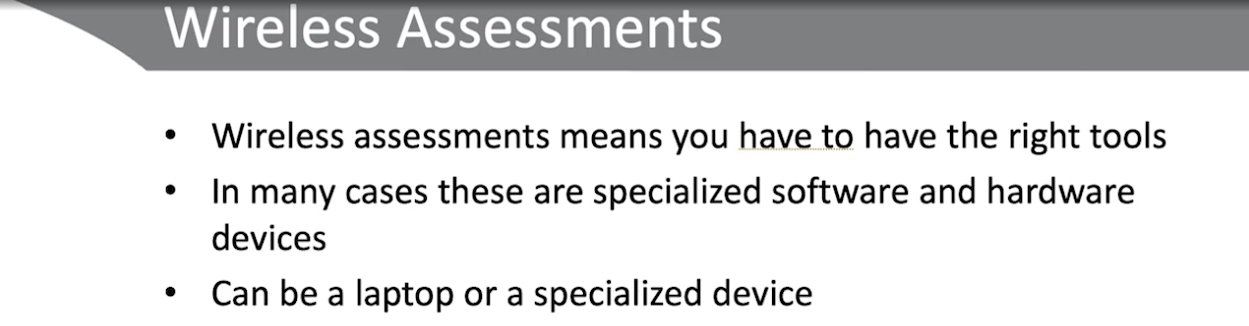 Wireless Assessments
• Wireless assessments means you have to have the right tools
• In many cases these are specialized software and hardware
devices
• Can be a laptop or a specialized device